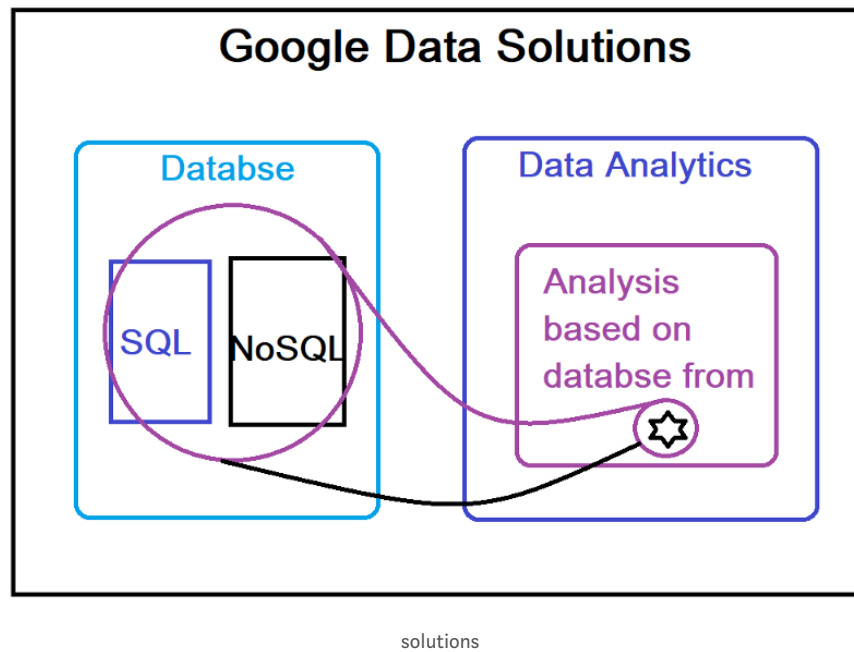 Google Data Solutions
Databse
SQL
NoSQL
Data Analytics
Analysis
based on
databse from
solutions